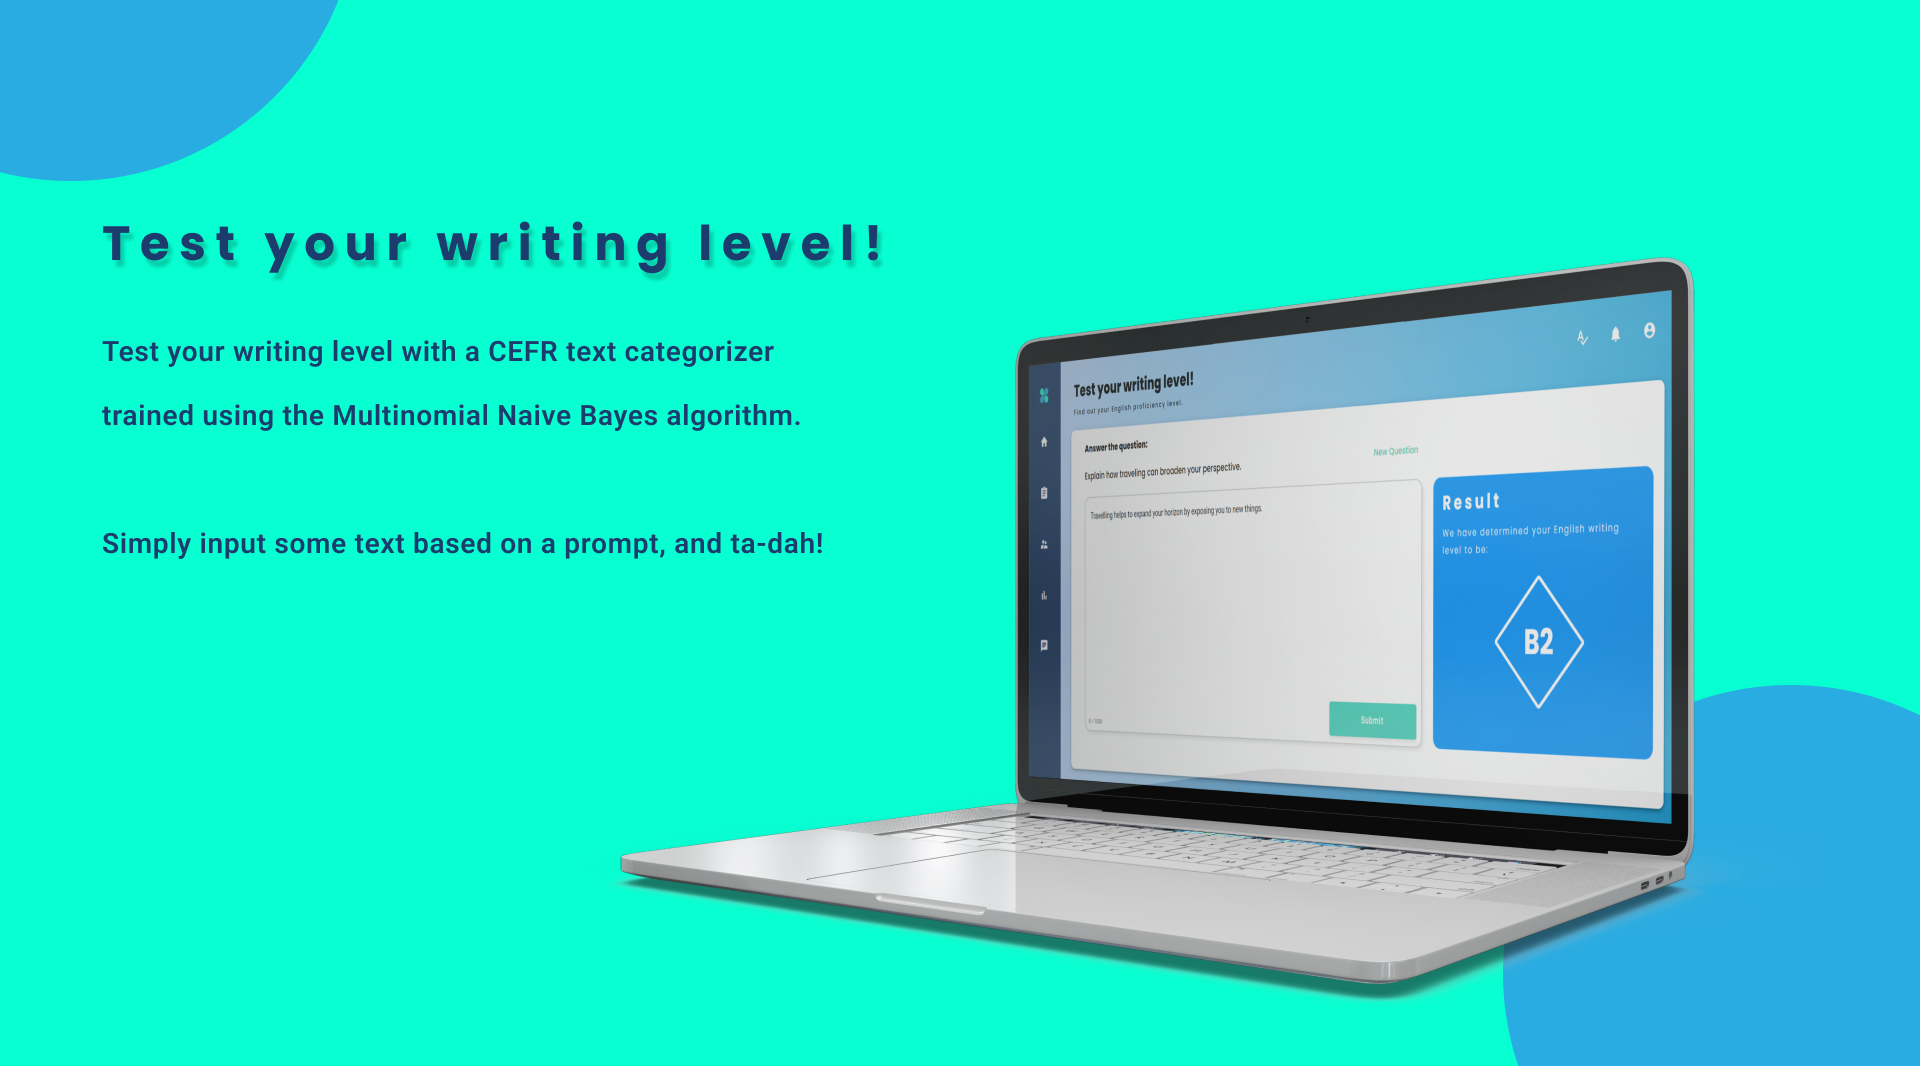 Test your writing level!
Test your writing level with a CEFR text categorizer
trained using the Multinomial Naive Bayes algorithm.
Simply input some text based on a prompt, and ta-dah!
Test your writing level!
Find out your English proficiency level.
Answer the question:
Explain how traveling can broaden your perspective.
New Question
Travelling helps to expand your horizon by exposing you to new things.
Submit
Result
We have determined your English writing
level to be:
B2